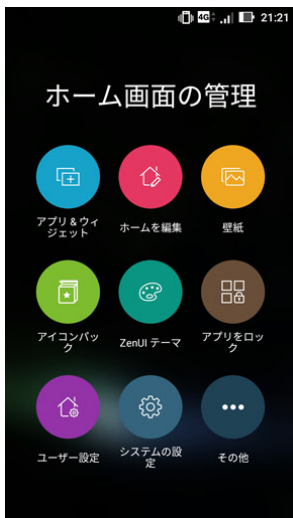 4G 21:21
ホーム画面の管理
アプリ & ウィ
ジェット
ホームを編集
壁紙
アイコンパッ
ク
ZenUI テーマ
アプリをロッ
ク
ユーザー設定
システムの設
定
その他